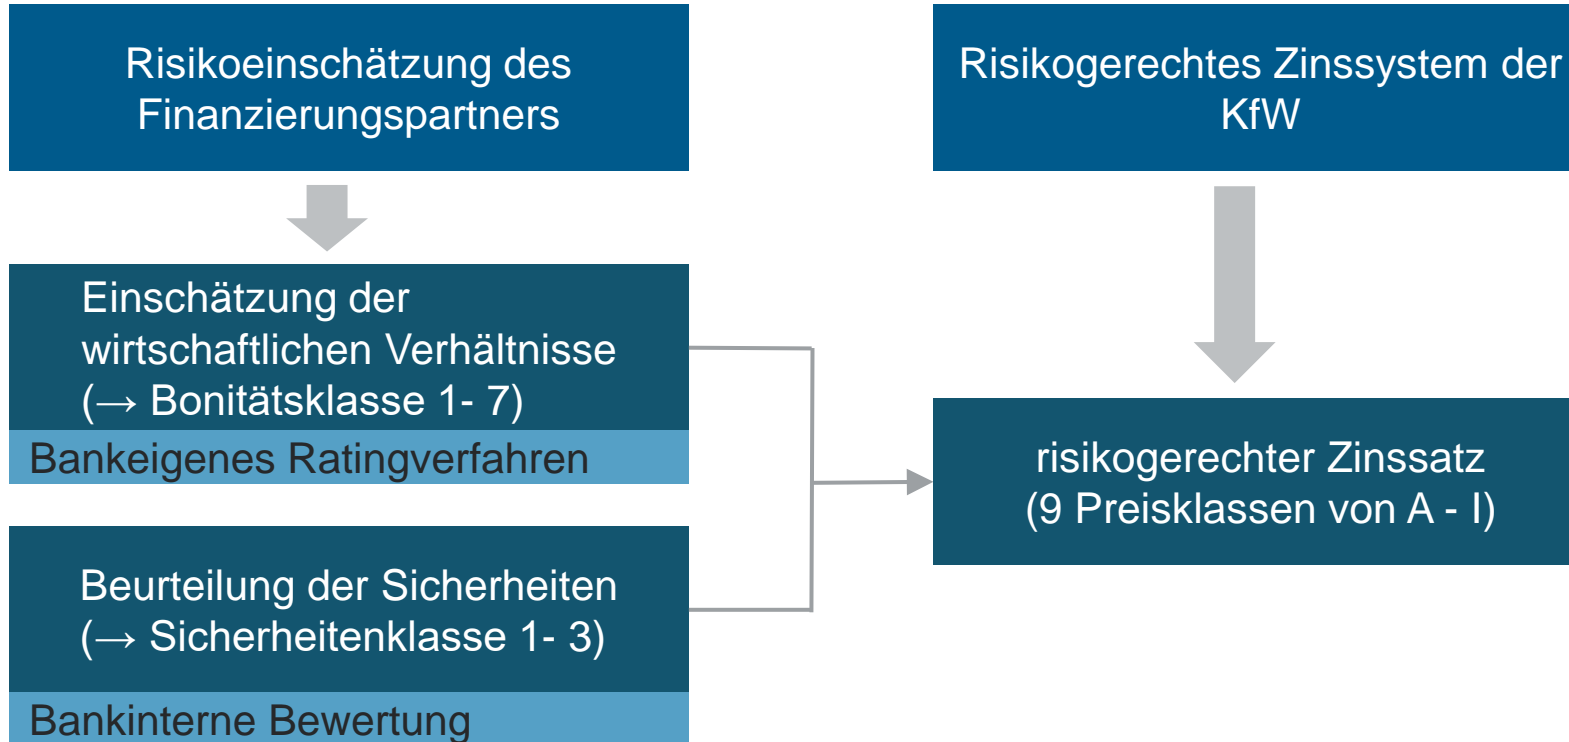 Risikoeinschätzung des
Finanzierungspartners
Einschätzung der
wirtschaftlichen Verhältnisse
(→ Bonitätsklasse 1- 7)
Bankeigenes Ratingverfahren
Beurteilung der Sicherheiten
(→ Sicherheitenklasse 1- 3)
Bankinterne Bewertung
Risikogerechtes Zinssystem der
KfW
risikogerechter Zinssatz
(9 Preisklassen von A - I)